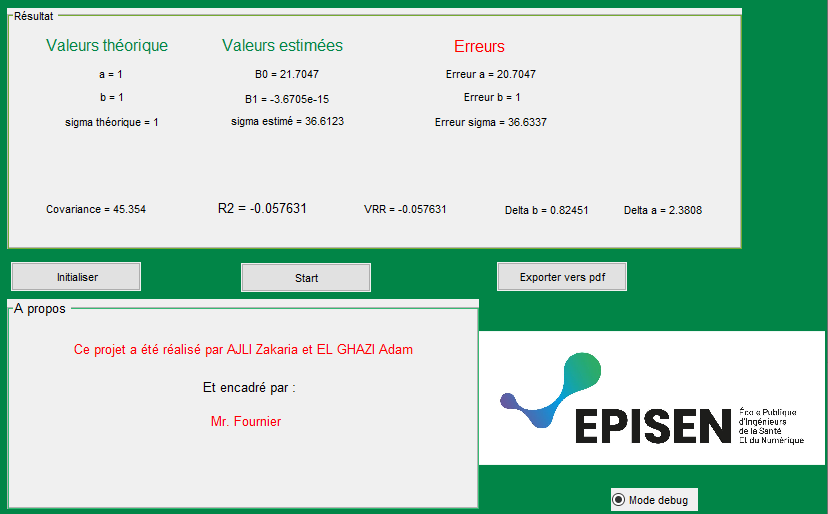 Résultat
Valeurs théorique
Valeurs estimées
Erreurs
a = 1
B0 = 21.7047
Erreur a = 20.7047
b = 1
B1 = -3.6705e-15
Erreur b = 1
sigma théorique = 1
sigma estimé = 36.6123
Erreur sigma = 36.6337
Covariance = 45.354
R2 = -0.057631
VRR = -0.057631
Delta b = 0.82451
Delta a = 2.3808
Initialiser
Start
Exporter vers pdf
A propos
Ce projet a été réalisé par AJLI Zakaria et EL GHAZI Adam
Et encadré par :
Mr. Fournier
EPISEN
École Publique
d'Ingénieurs
de la Santé
Et du Numérique
Mode debug